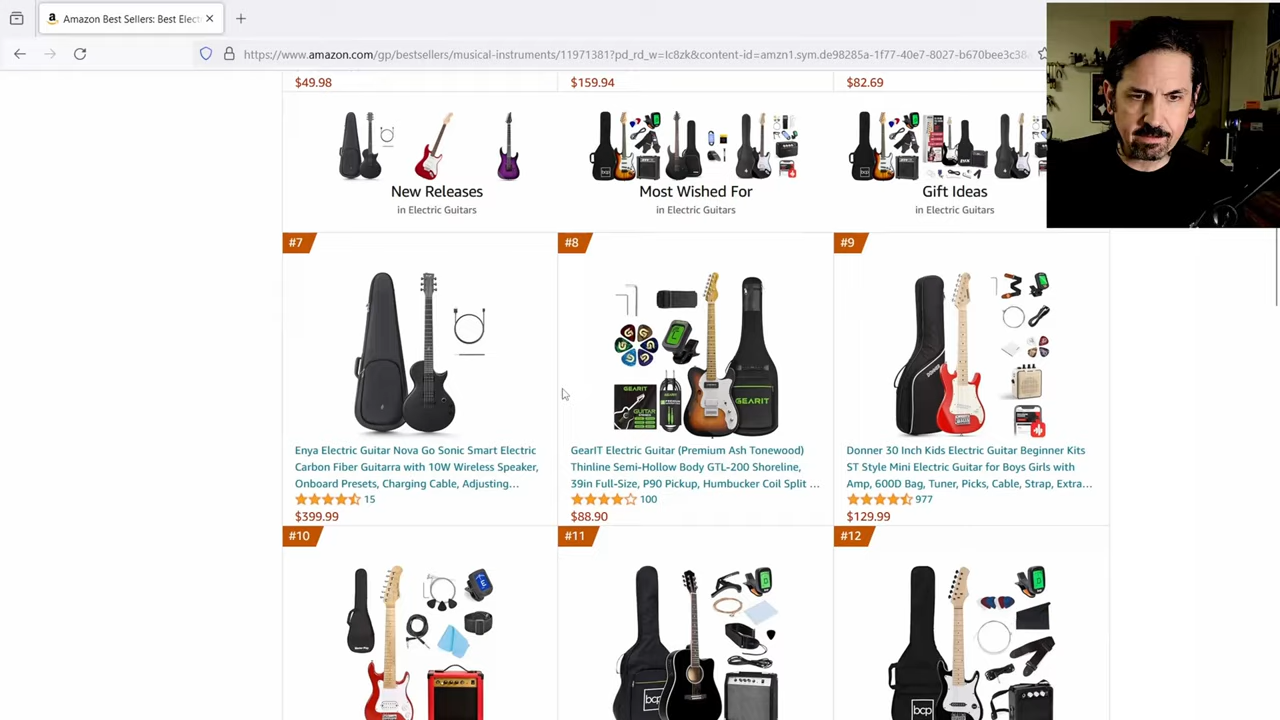 Amazon Best Sellers: Best Elect
https://www.amazon.com/gp/bestsellers/musical-instruments/11971381?pd_rd_w=Ic8zk&content-id=amzn1.sym.de98285a-1f77-40e7-8027-b670bee3c38
$49.98
$159.94
$82.69
New Releases
in Electric Guitars
Most Wished For
in Electric Guitars
Gift Ideas
in Electric Guitars
#7
#8
#9
GEARIT
GEARIT
Enya Electric Guitar Nova Go Sonic Smart Electric
Carbon Fiber Guitarra with 10W Wireless Speaker,
Onboard Presets, Charging Cable, Adjusting...
15
$399.99
GearIT Electric Guitar (Premium Ash Tonewood)
Thinline Semi-Hollow Body GTL-200 Shoreline,
39in Full-Size, P90 Pickup, Humbucker Coil Split ...
100
$88.90
Donner 30 Inch Kids Electric Guitar Beginner Kits
ST Style Mini Electric Guitar for Boys Girls with
Amp, 600D Bag, Tuner, Picks, Cable, Strap, Extra...
977
$129.99
#10
#11
#12
bcp
bcp